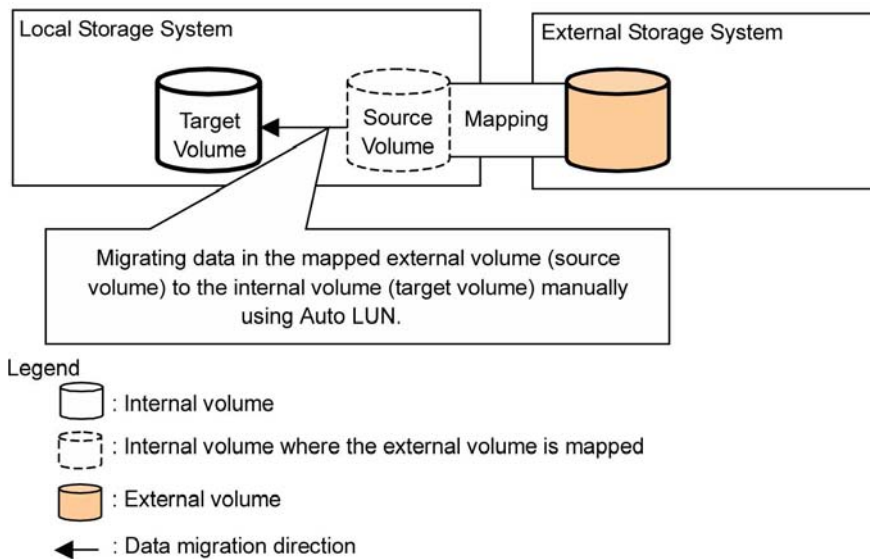 Local Storage System
External Storage System
Target
Volume
Source
Volume
Mapping
Migrating data in the mapped external volume (source
volume) to the internal volume (target volume) manually
using Auto LUN.
Legend
: Internal volume
: Internal volume where the external volume is mapped
: External volume
: Data migration direction